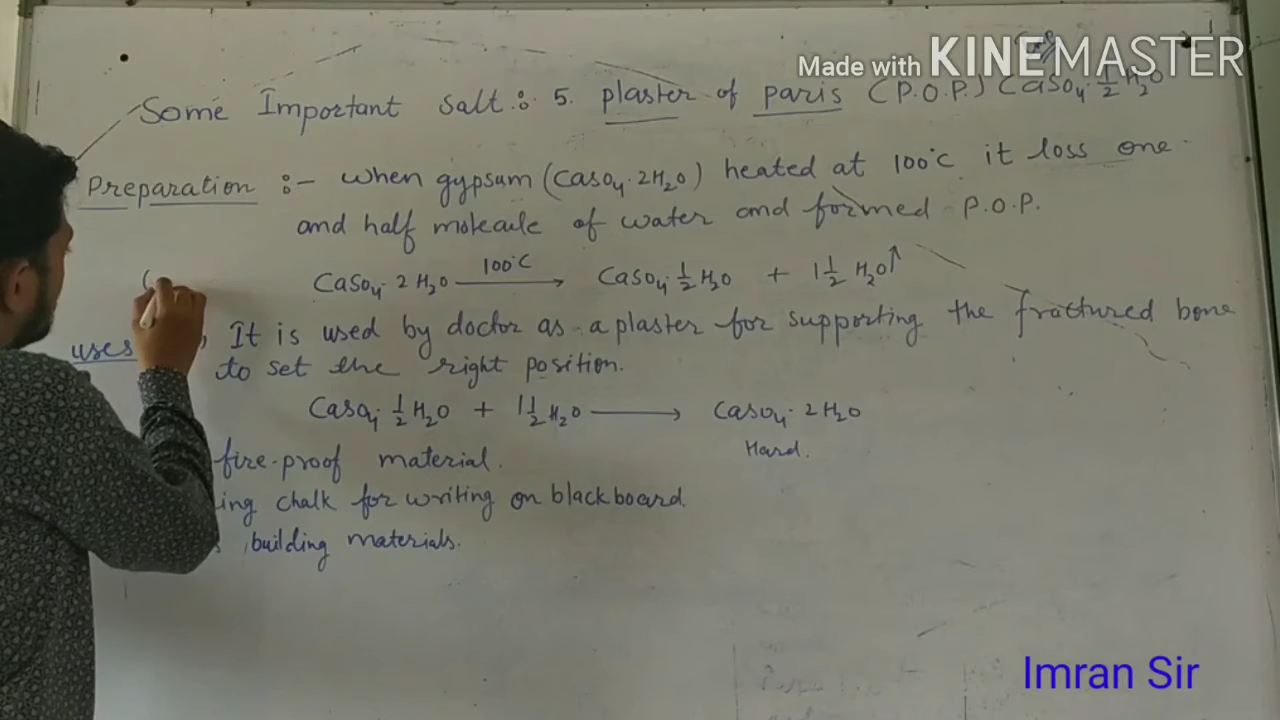 Made with KINEMASTER
Some Important Salt : 5. plaster of paris (P.O.P.) CaSO4.½H2O
Preparation :- when gypsum (CaSO4.2H2O) heated at 100°C it loss one
and half molecule of water and formed P.O.P.
CaSO4.2H2O —100°C→ CaSO4.½H2O + 1½ H2O↑
uses , It is used by doctor as a plaster for supporting the fractured bone
to set the right position.
CaSO4.½H2O + 1½H2O → CaSO4.2H2O
Hard.
fire-proof material.
ing chalk for writing on blackboard.
building materials.
Imran Sir